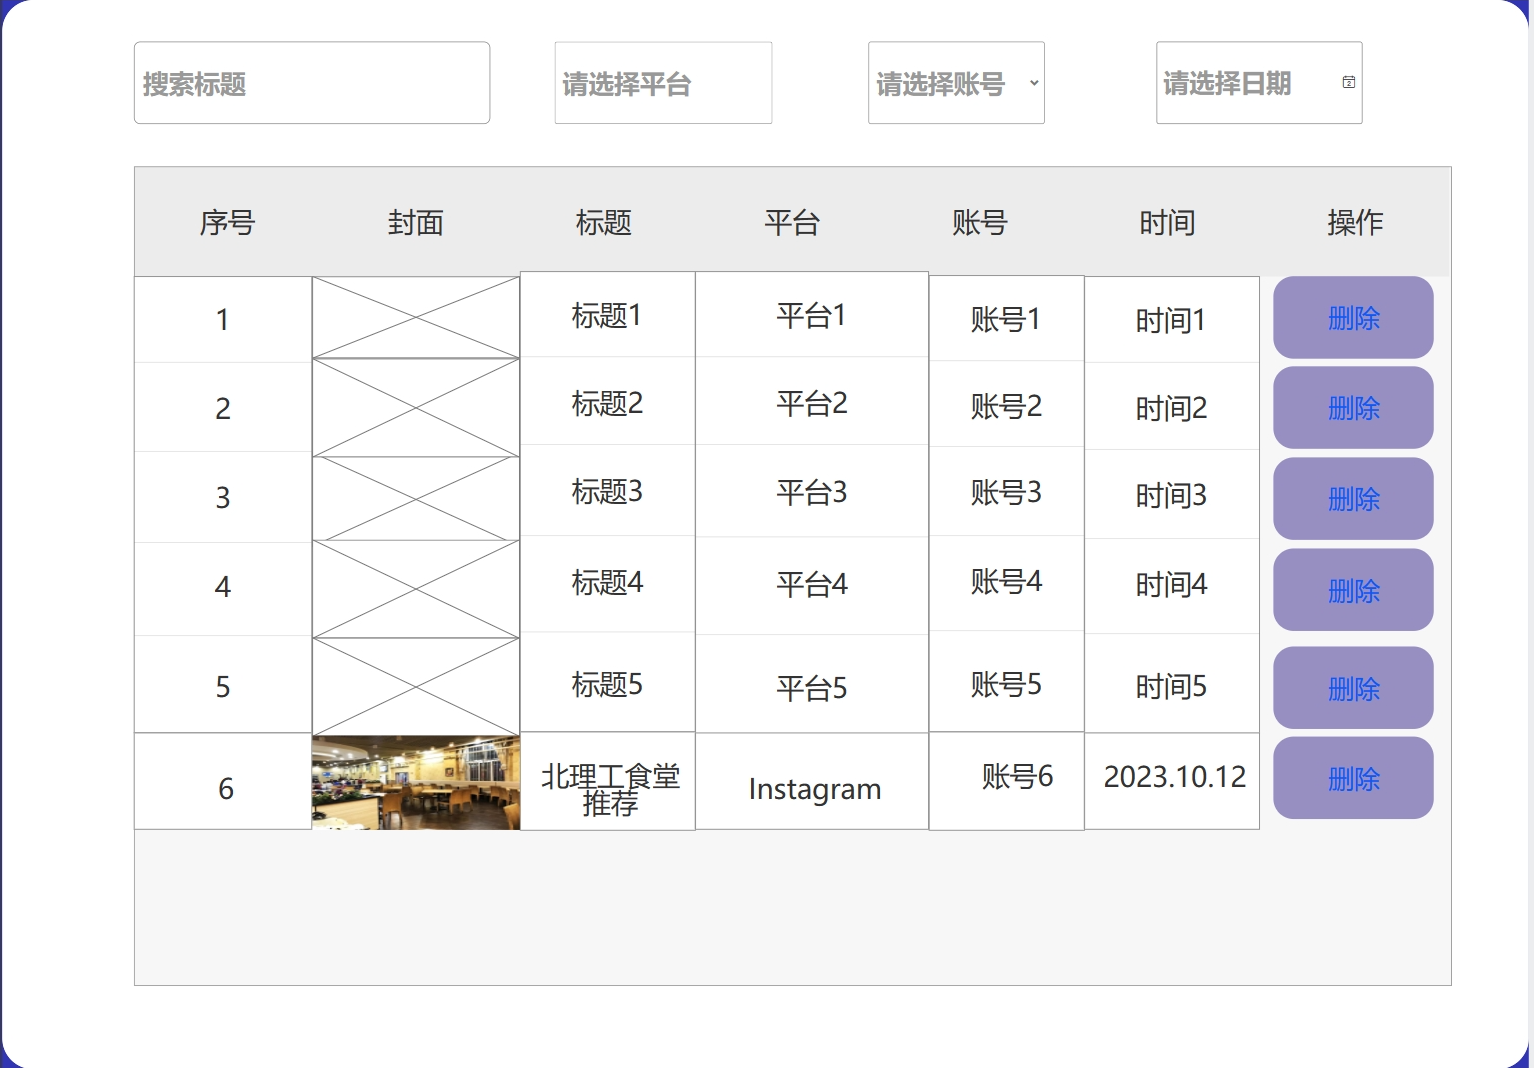 搜索标题
请选择平台
请选择账号
请选择日期
序号 封面 标题 平台 账号 时间 操作
1 标题1 平台1 账号1 时间1 删除
2 标题2 平台2 账号2 时间2 删除
3 标题3 平台3 账号3 时间3 删除
4 标题4 平台4 账号4 时间4 删除
5 标题5 平台5 账号5 时间5 删除
6 北理工食堂 Instagram 账号6 2023.10.12 删除
推荐